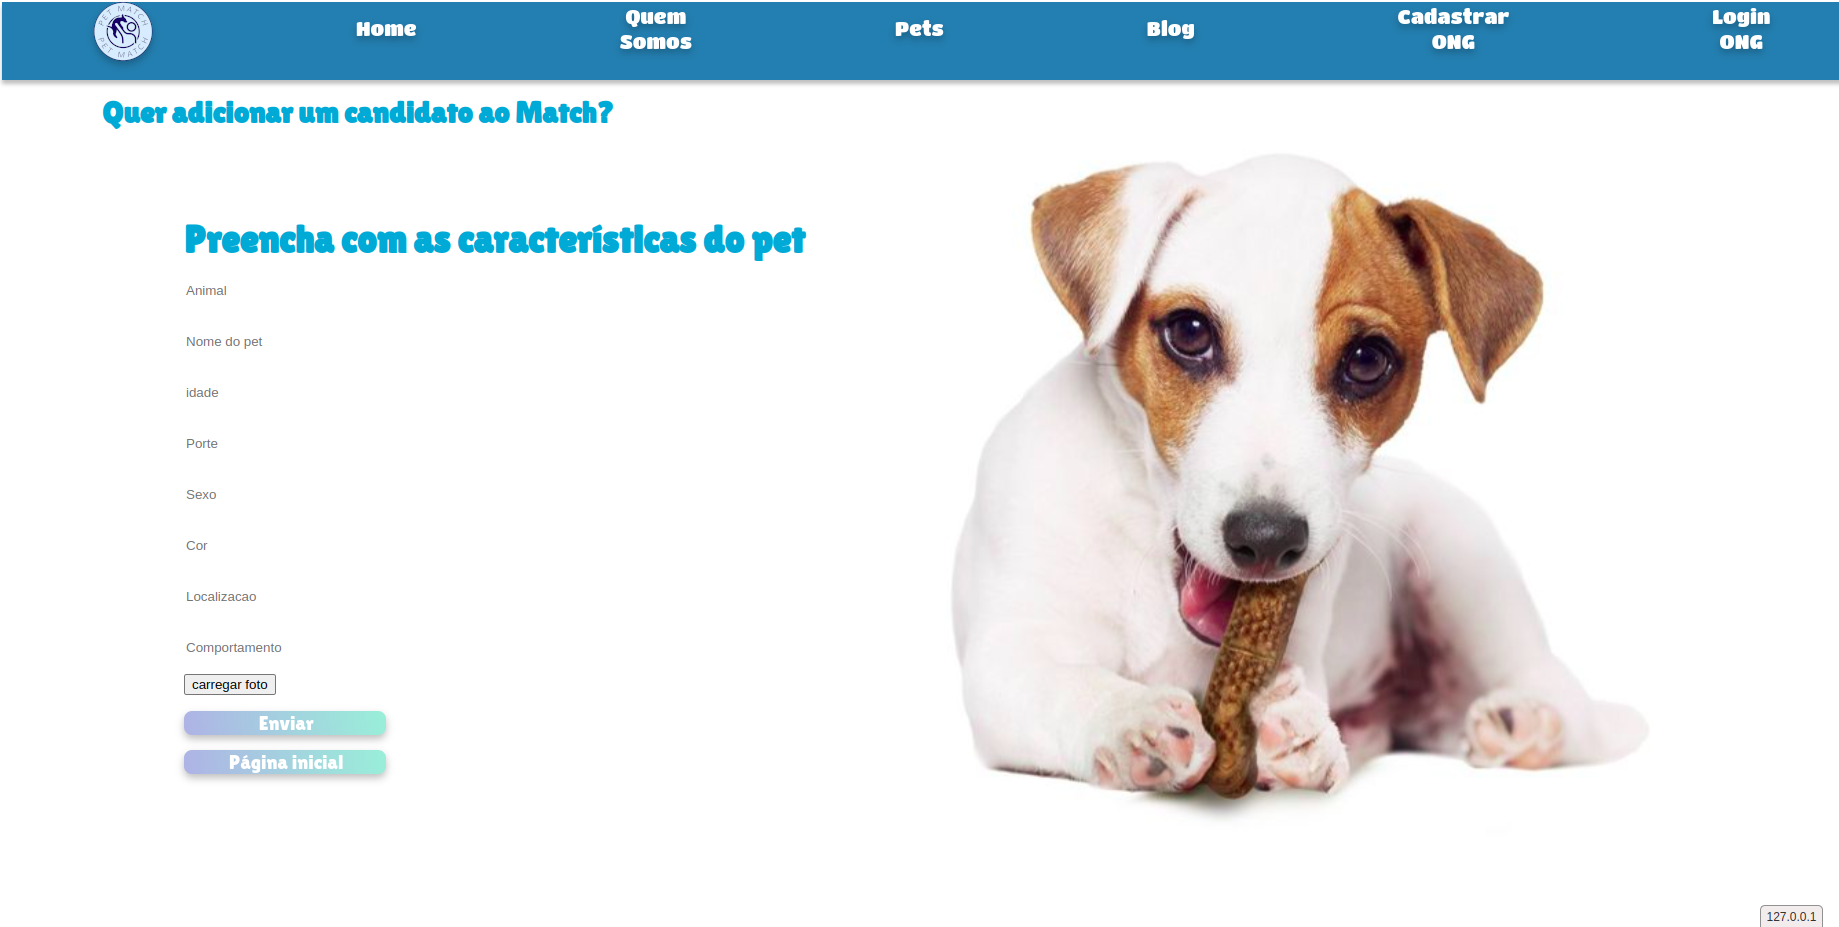 PET MATCH
PET MATCH
Home
Quem
Somos
Pets
Blog
Cadastrar
ONG
Login
ONG
Quer adicionar um candidato ao Match?
Preencha com as características do pet
Animal
Nome do pet
idade
Porte
Sexo
Cor
Localizacao
Comportamento
carregar foto
Enviar
Página inicial
127.0.0.1